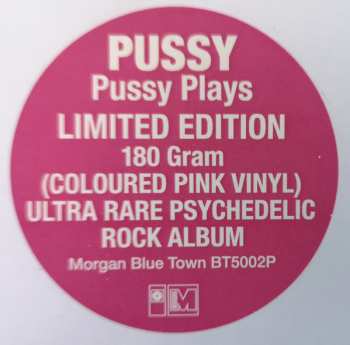 PUSSY
Pussy Plays
LIMITED EDITION
180 Gram
(COLOURED PINK VINYL)
ULTRA RARE PSYCHEDELIC
ROCK ALBUM
Morgan Blue Town BT5002P
M